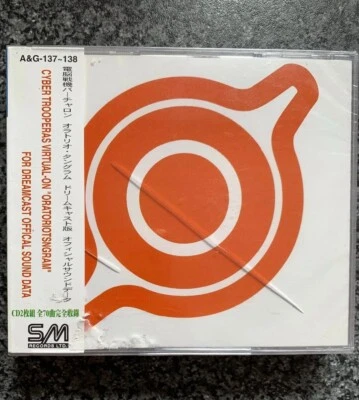 A&G-137~138
電脳戦機バーチャロン オラトリオ・タングラム ドリームキャスト版 オフィシャルサウンドデータ
CYBER TROOPERAS VIRTUAL-ON "ORATORIOTSNGRAM"
FOR DREAMCAST OFFICAL SOUND DATA
CD2枚組 全70曲完全収録
SM
RECORDS LTD.